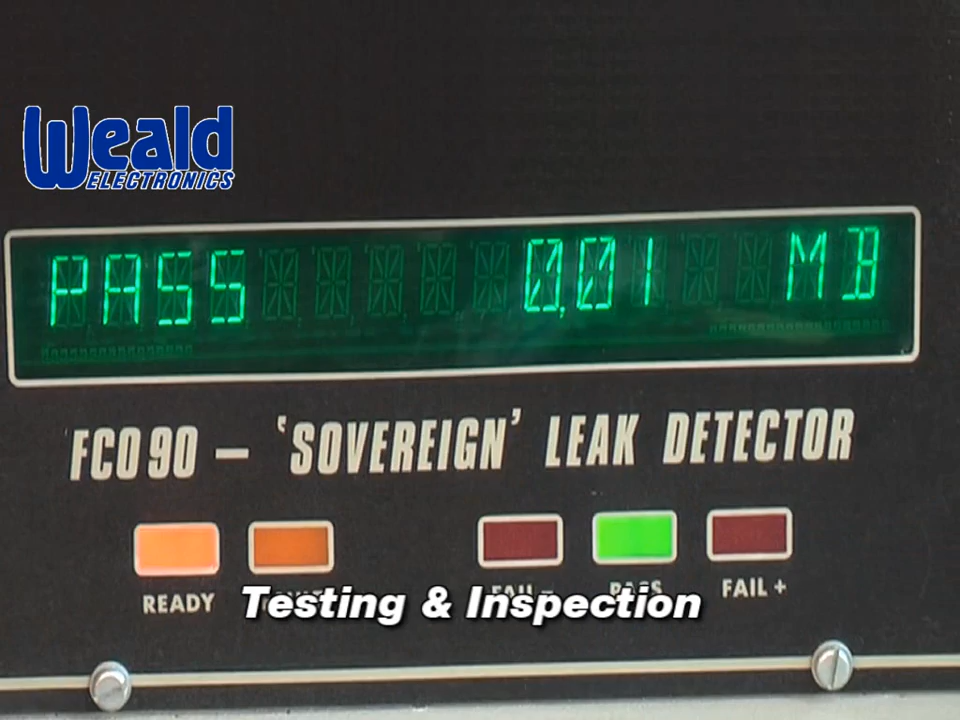 Weald
ELECTRONICS
PASS 0.01 MB
FCO90 – 'SOVEREIGN' LEAK DETECTOR
READY FAIL - PASS FAIL +
Testing & Inspection